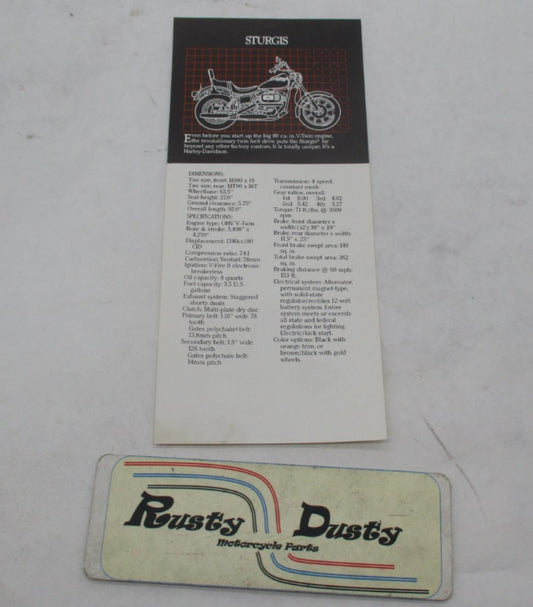 STURGIS
Even before you start up the big 80 cu. in. V-Twin engine,
the revolutionary twin belt drive puts the Sturgis far
beyond any other factory custom. It is totally unique. It's a
Harley-Davidson.
DIMENSIONS:
Tire size, front: MJ90 x 19
Tire size, rear: MT90 x 16T
Wheelbase: 63.5"
Seat height: 27.0"
Ground clearance: 5.75"
Overall length: 92.0"
SPECIFICATIONS:
Engine type: OHV V-Twin
Bore & stroke: 3.498" x
4.250"
Displacement: 1340cc/80
CID
Compression ratio: 7.4:1
Carburetion/Venturi: 38mm
Ignition: V-Fire II electronic
breakerless
Oil capacity: 4 quarts
Fuel capacity: 3.5 U.S.
gallons
Exhaust system: Staggered
shorty duals
Clutch: Multi-plate dry disc
Primary belt: 1.16" wide 78
tooth
Gates polychain belt:
13.8mm pitch
Secondary belt: 1.5" wide
126 tooth
Gates polychain belt:
14mm pitch
Transmission: 4 speed,
constant mesh
Gear ratios, overall:
1st 8.00 3rd 4.02
2nd 5.42 4th 3.27
Torque: 71 ft./lbs. @ 3500
rpm
Brake, front diameter x
width (x2): 10" x .19"
Brake, rear diameter x width:
11.5" x .23"
Front brake swept area: 149
sq. in.
Total brake swept area: 262
sq. in.
Braking distance @ 60 mph:
153 ft.
Electrical system: Alternator,
permanent magnet-type,
with solid-state
regulator/rectifier, 12-volt
battery system. Entire
system meets or exceeds
all state and federal
regulations for lighting.
Electric/kick start.
Color options: Black with
orange trim, or
brown/black with gold
wheels.
Rusty Dusty
Motorcycle Parts